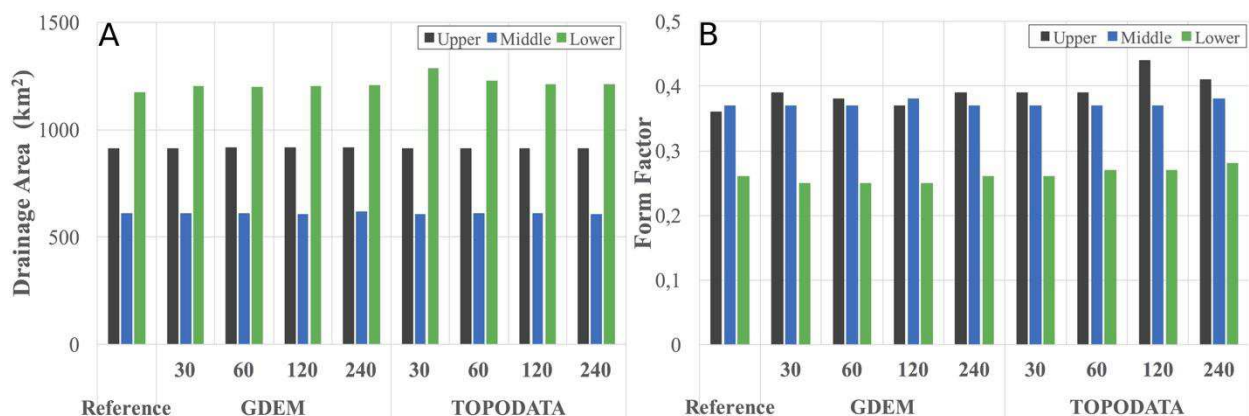 A
Upper Middle Lower
Drainage Area (km²)
1500
1000
500
0
30 60 120 240 30 60 120 240
Reference GDEM TOPODATA
B
Upper Middle Lower
Form Factor
0,5
0,4
0,3
0,2
0,1
0
30 60 120 240 30 60 120 240
Reference GDEM TOPODATA